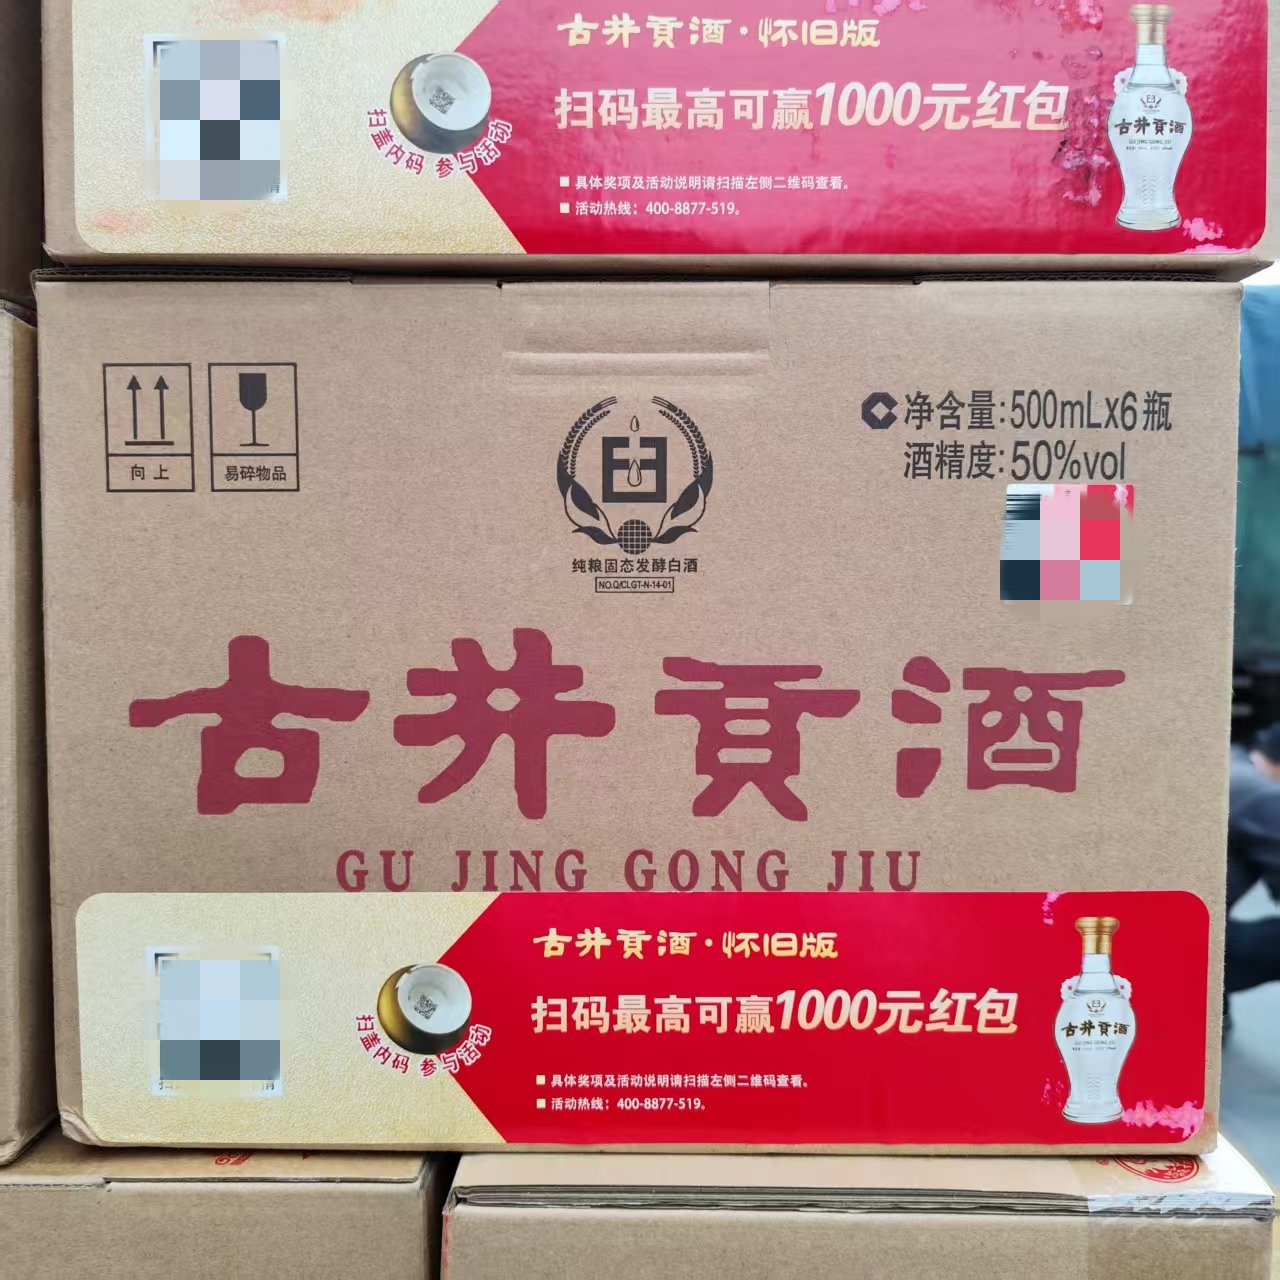 古井贡酒·怀旧版
扫码最高可赢1000元红包
扫盖内码 参与活动
■ 具体奖项及活动说明请扫描左侧二维码查看。
■ 活动热线：400-8877-519。
古井贡酒
GU JING GONG JIU
向上
易碎物品
纯粮固态发酵白酒
NO.Q/CLGT-N-14-01
净含量:500mLX6瓶
酒精度:50%vol
古井贡酒
GU JING GONG JIU
古井贡酒·怀旧版
扫码最高可赢1000元红包
扫盖内码 参与活动
■ 具体奖项及活动说明请扫描左侧二维码查看。
■ 活动热线：400-8877-519。
古井贡酒
GU JING GONG JIU